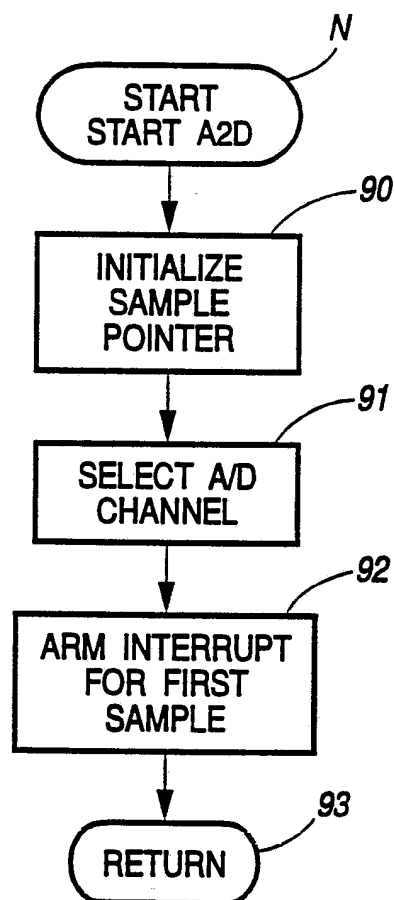 N
START
START A2D
90
INITIALIZE
SAMPLE
POINTER
91
SELECT A/D
CHANNEL
92
ARM INTERRUPT
FOR FIRST
SAMPLE
93
RETURN